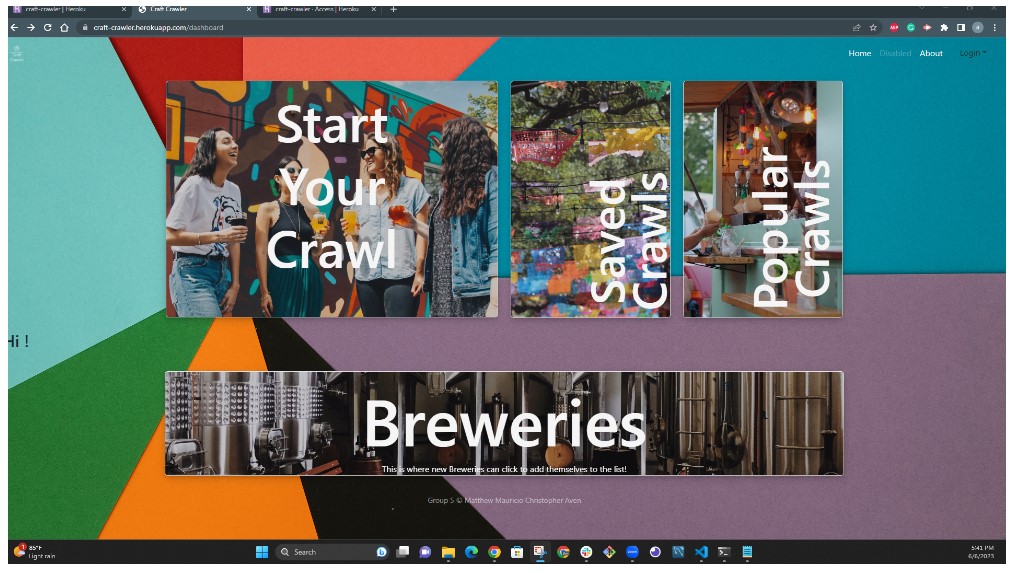 craft-crawler | Heroku
Craft Crawler
craft-crawler · Access | Heroku
craft-crawler.herokuapp.com/dashboard
Home Disabled About Login
Start
Your
Crawl
Saved
Crawls
Popular
Crawls
Hi !
Breweries
This is where new Breweries can click to add themselves to the list!
Group 5 © Matthew Mauricio Christopher Aven
85°F
Light rain
Search
5:41 PM
6/6/2023